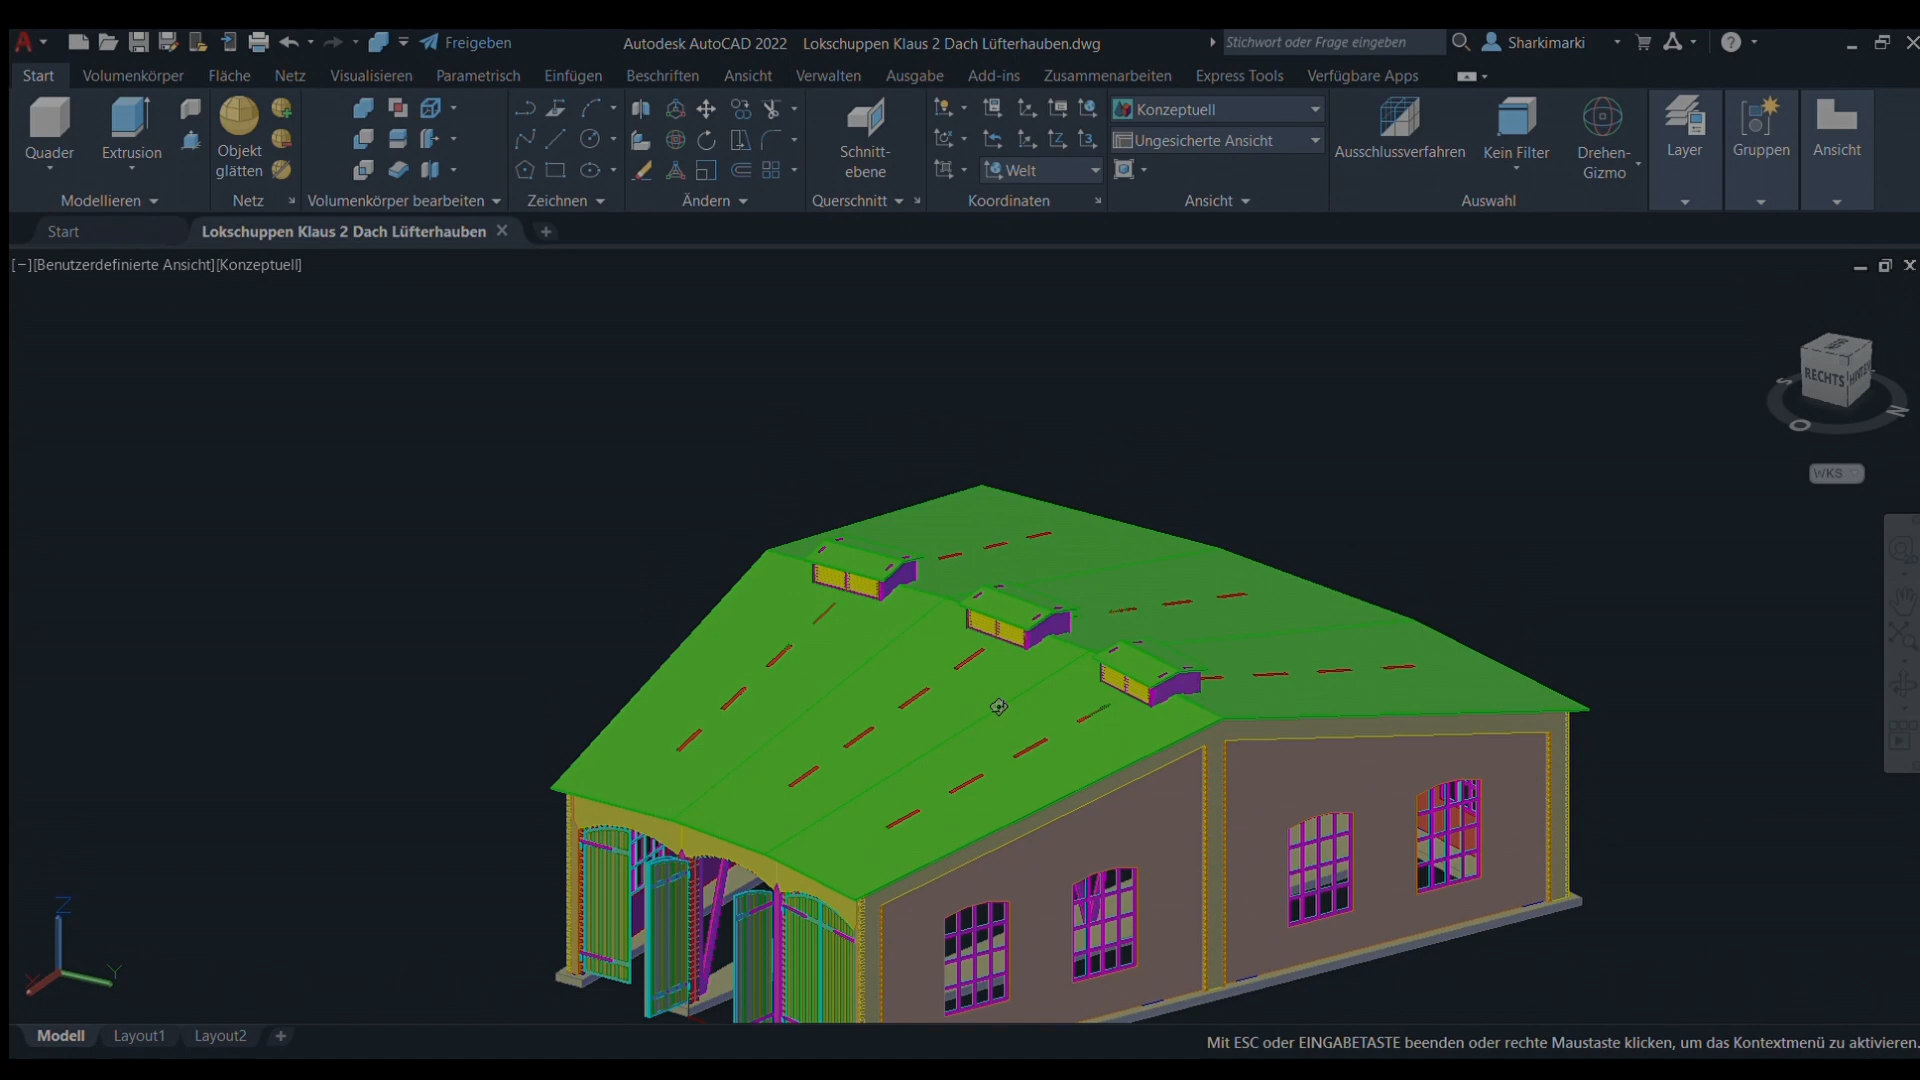 Freigeben
Autodesk AutoCAD 2022 Lokschuppen Klaus 2 Dach Lüfterhauben.dwg
Stichwort oder Frage eingeben
Sharkimarki
Start Volumenkörper Fläche Netz Visualisieren Parametrisch Einfügen Beschriften Ansicht Verwalten Ausgabe Add-ins Zusammenarbeiten Express Tools Verfügbare Apps
Quader
Extrusion
Objekt
glätten
Schnitt-
ebene
Welt
Konzeptuell
Ungesicherte Ansicht
Ausschlussverfahren
Kein Filter
Drehen-
Gizmo
Layer
Gruppen
Ansicht
Modellieren Netz Volumenkörper bearbeiten Zeichnen Ändern Querschnitt Koordinaten Ansicht Auswahl
Start
Lokschuppen Klaus 2 Dach Lüfterhauben
[−][Benutzerdefinierte Ansicht][Konzeptuell]
RECHTS
S
N
O
WKS
Z
X
Y
Modell Layout1 Layout2
Mit ESC oder EINGABETASTE beenden oder rechte Maustaste klicken, um das Kontextmenü zu aktivieren.